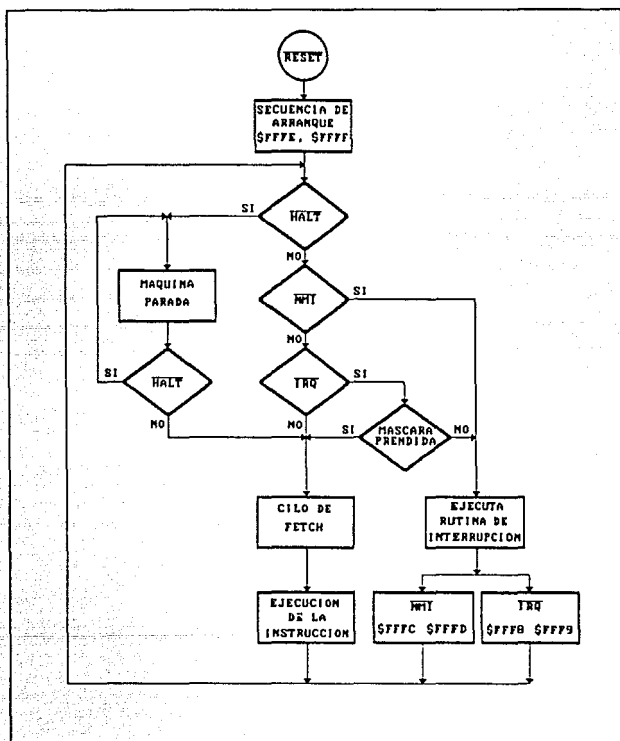 RESET
SECUENCIA DE
ARRANQUE
$FFFE, $FFFF
SI
HALT
NO
MAQUINA
PARADA
NMI
SI
NO
SI
HALT
NO
IRQ
SI
NO
SI
MASCARA
PRENDIDA
NO
CILO DE
FETCH
EJECUTA
RUTINA DE
INTERRUPCION
EJECUCION
DE LA
INSTRUCCION
NMI
$FFFC $FFFD
IRQ
$FFF8 $FFF9